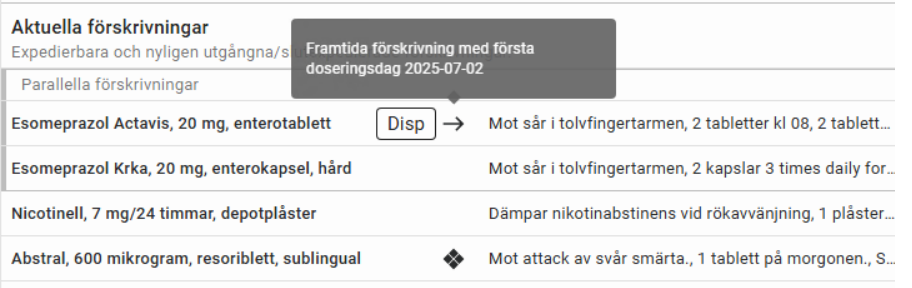 Aktuella förskrivningar
Expedierbara och nyligen utgångna/s
Framtida förskrivning med första
doseringsdag 2025-07-02
Parallella förskrivningar
Esomeprazol Actavis, 20 mg, enterotablett Disp → Mot sår i tolvfingertarmen, 2 tabletter kl 08, 2 tablett...
Esomeprazol Krka, 20 mg, enterokapsel, hård Mot sår i tolvfingertarmen, 2 kapslar 3 times daily for...
Nicotinell, 7 mg/24 timmar, depotplåster Dämpar nikotinabstinens vid rökavvänjning, 1 plåster...
Abstral, 600 mikrogram, resoriblett, sublingual Mot attack av svår smärta., 1 tablett på morgonen., S...